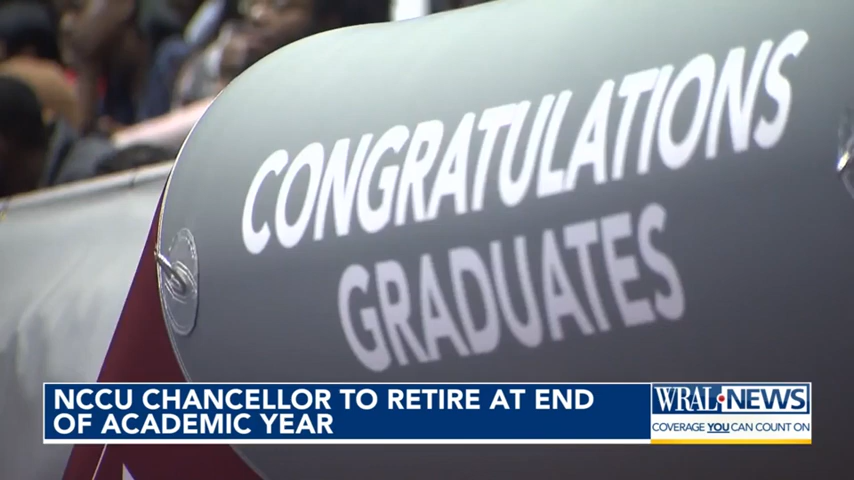 CONGRATULATIONS
GRADUATES
NCCU CHANCELLOR TO RETIRE AT END
OF ACADEMIC YEAR
WRAL NEWS
COVERAGE YOU CAN COUNT ON